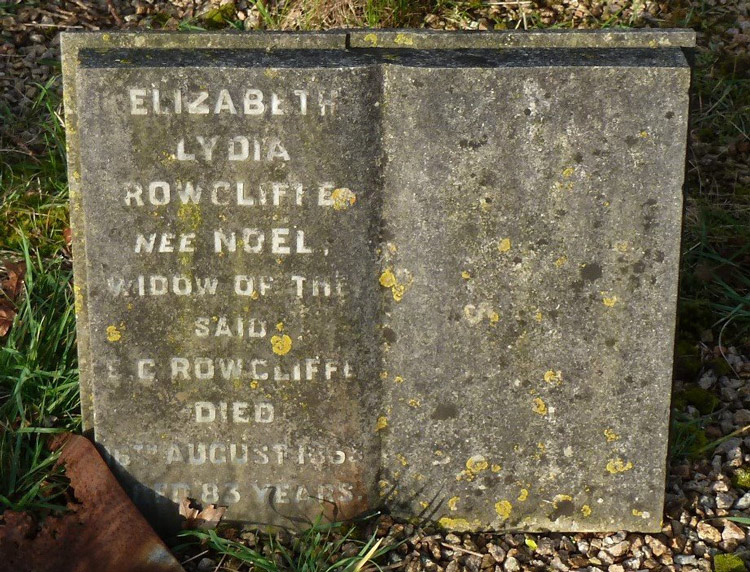 ELIZABETH
LYDIA
ROWCLIFFE
NEE NOEL,
WIDOW OF THE
SAID
ROWCLIFFE
DIED
AUGUST
83 YEARS.